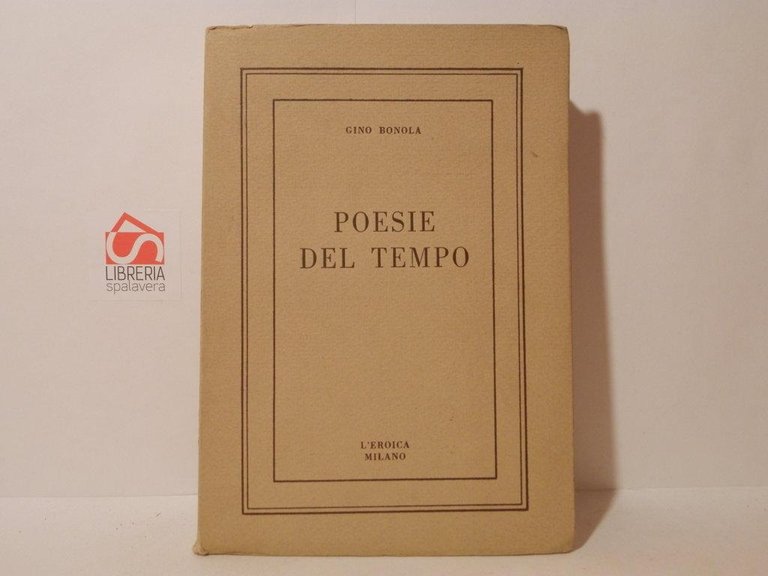 GINO BONOLA
POESIE
DEL TEMPO
L'EROICA
MILANO
LIBRERIA
spalavera